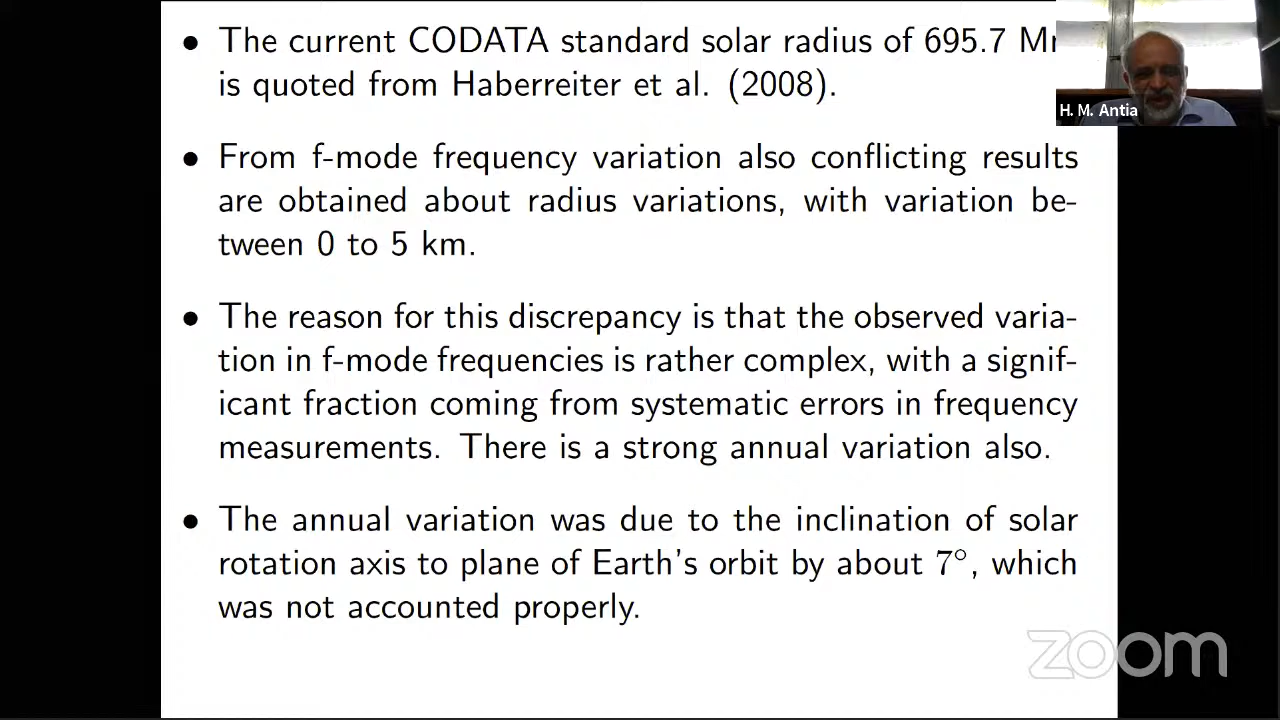 • The current CODATA standard solar radius of 695.7
is quoted from Haberreiter et al. (2008).
• From f-mode frequency variation also conflicting results
are obtained about radius variations, with variation be-
tween 0 to 5 km.
• The reason for this discrepancy is that the observed varia-
tion in f-mode frequencies is rather complex, with a signif-
icant fraction coming from systematic errors in frequency
measurements. There is a strong annual variation also.
• The annual variation was due to the inclination of solar
rotation axis to plane of Earth's orbit by about 7°, which
was not accounted properly.
H. M. Antia
zoom